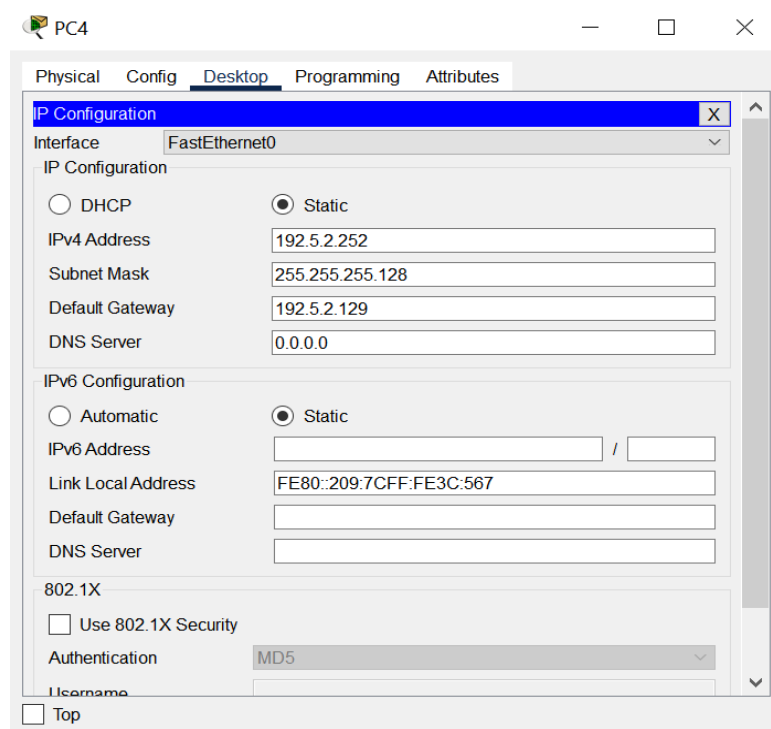 PC4
Physical Config Desktop Programming Attributes
IP Configuration X
Interface FastEthernet0
IP Configuration
DHCP Static
IPv4 Address 192.5.2.252
Subnet Mask 255.255.255.128
Default Gateway 192.5.2.129
DNS Server 0.0.0.0
IPv6 Configuration
Automatic Static
IPv6 Address /
Link Local Address FE80::209:7CFF:FE3C:567
Default Gateway
DNS Server
802.1X
Use 802.1X Security
Authentication MD5
Username
Top